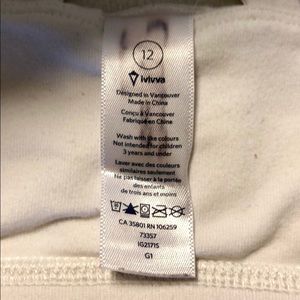 12
ivivva
Designed in Vancouver
Made in China
Conçu à Vancouver
Fabriqué en Chine
Wash with like colours
Not intended for children
3 years and under
Laver avec des couleurs
similaires seulement
Ne pas laisser à la portée
des enfants
de trois ans et moins
CA 35801 RN 106259
73357
IG2171S
G1